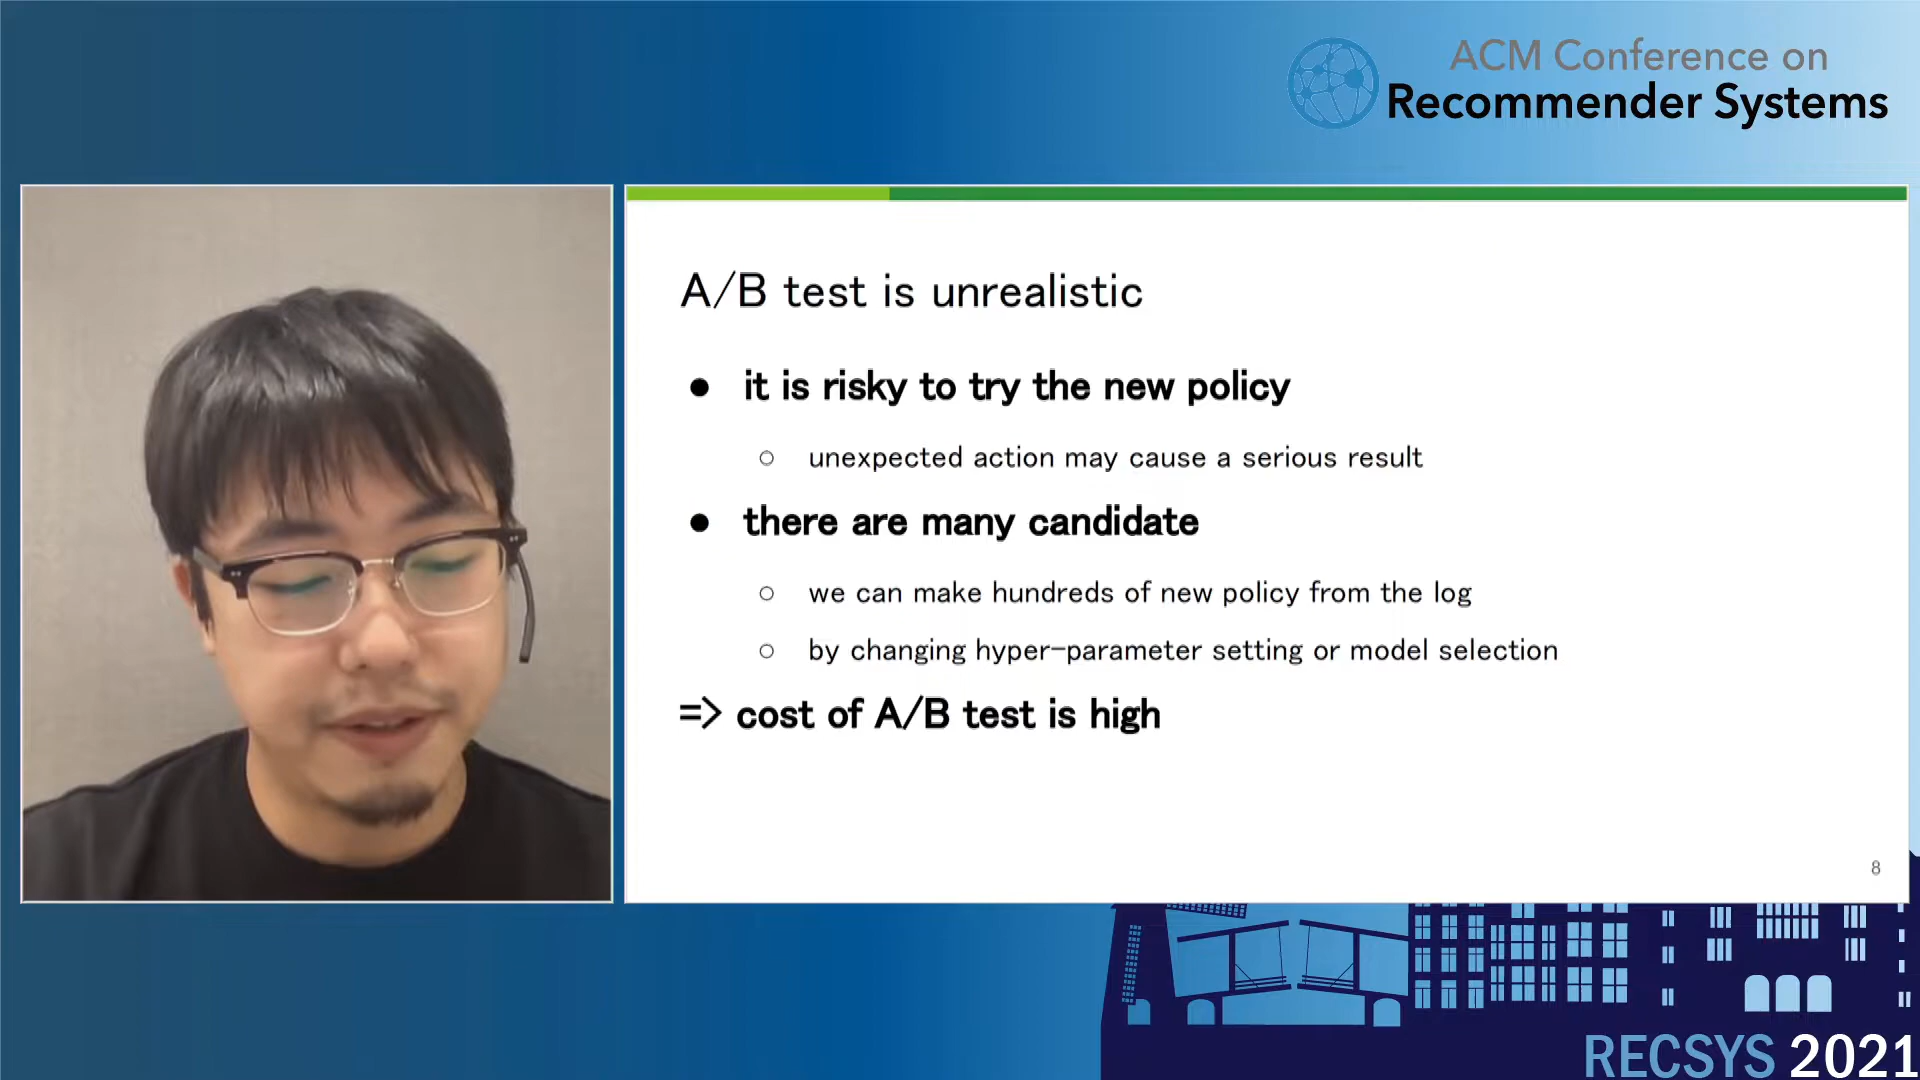 ACM Conference on
Recommender Systems
A/B test is unrealistic
● it is risky to try the new policy
○ unexpected action may cause a serious result
● there are many candidate
○ we can make hundreds of new policy from the log
○ by changing hyper-parameter setting or model selection
=> cost of A/B test is high
8
RECSYS 2021